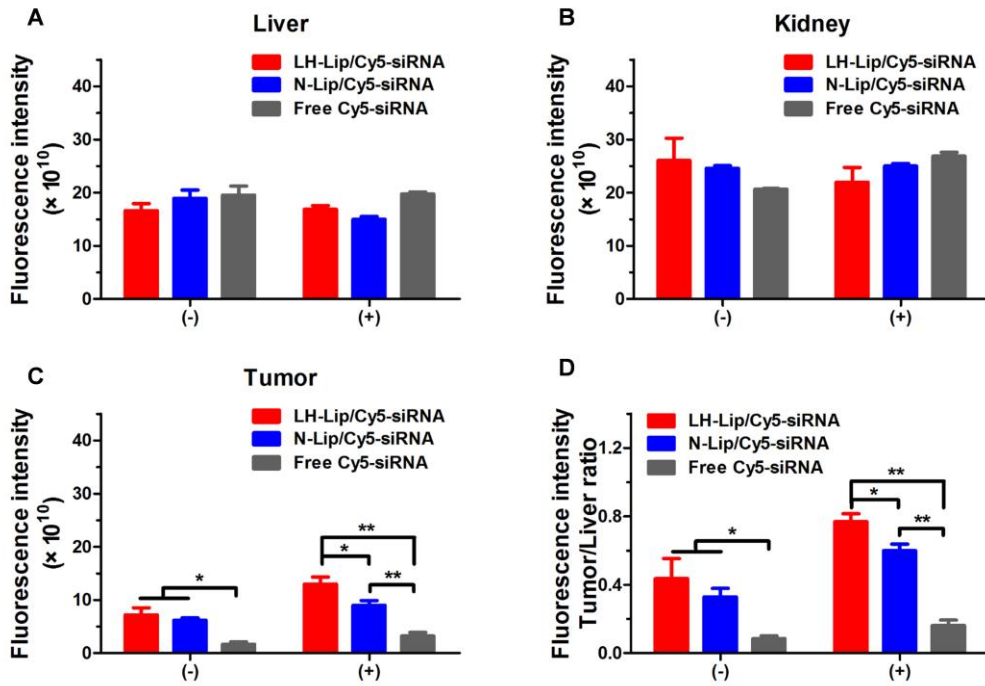 A
Liver
LH-Lip/Cy5-siRNA
N-Lip/Cy5-siRNA
Free Cy5-siRNA
Fluorescence intensity
(× 10¹⁰)
40
30
20
10
0
(-)
(+)
B
Kidney
LH-Lip/Cy5-siRNA
N-Lip/Cy5-siRNA
Free Cy5-siRNA
Fluorescence intensity
(× 10¹⁰)
40
30
20
10
0
(-)
(+)
C
Tumor
LH-Lip/Cy5-siRNA
N-Lip/Cy5-siRNA
Free Cy5-siRNA
Fluorescence intensity
(× 10¹⁰)
40
30
20
10
0
*
**
*
**
(-)
(+)
D
LH-Lip/Cy5-siRNA
N-Lip/Cy5-siRNA
Free Cy5-siRNA
Fluorescence intensity
Tumor/Liver ratio
1.2
0.8
0.4
0.0
*
**
*
**
(-)
(+)